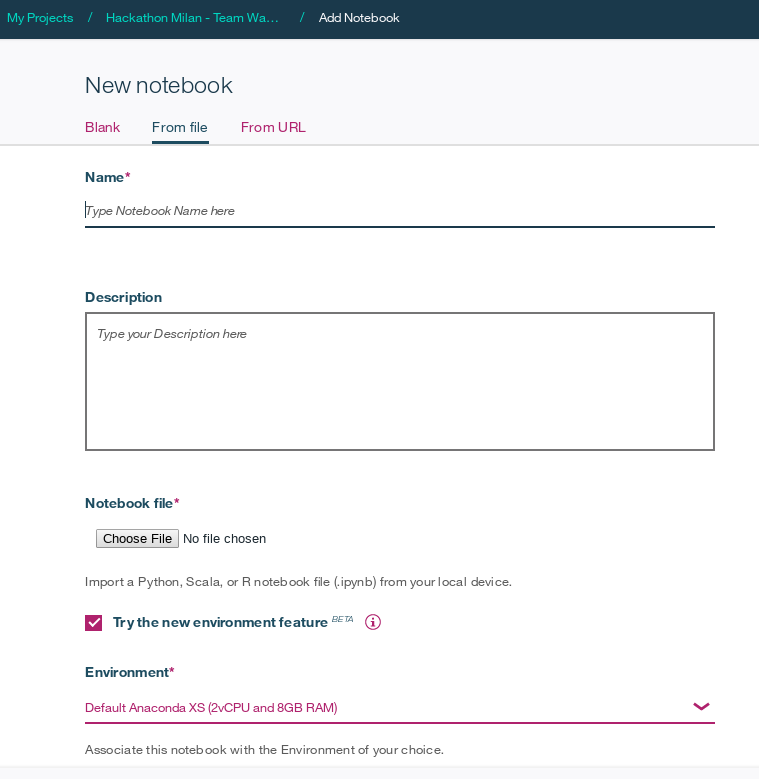 My Projects / Hackathon Milan - Team Wa… / Add Notebook
New notebook
Blank From file From URL
Name*
Type Notebook Name here
Description
Type your Description here
Notebook file*
Choose File No file chosen
Import a Python, Scala, or R notebook file (.ipynb) from your local device.
Try the new environment feature BETA
Environment*
Default Anaconda XS (2vCPU and 8GB RAM)
Associate this notebook with the Environment of your choice.